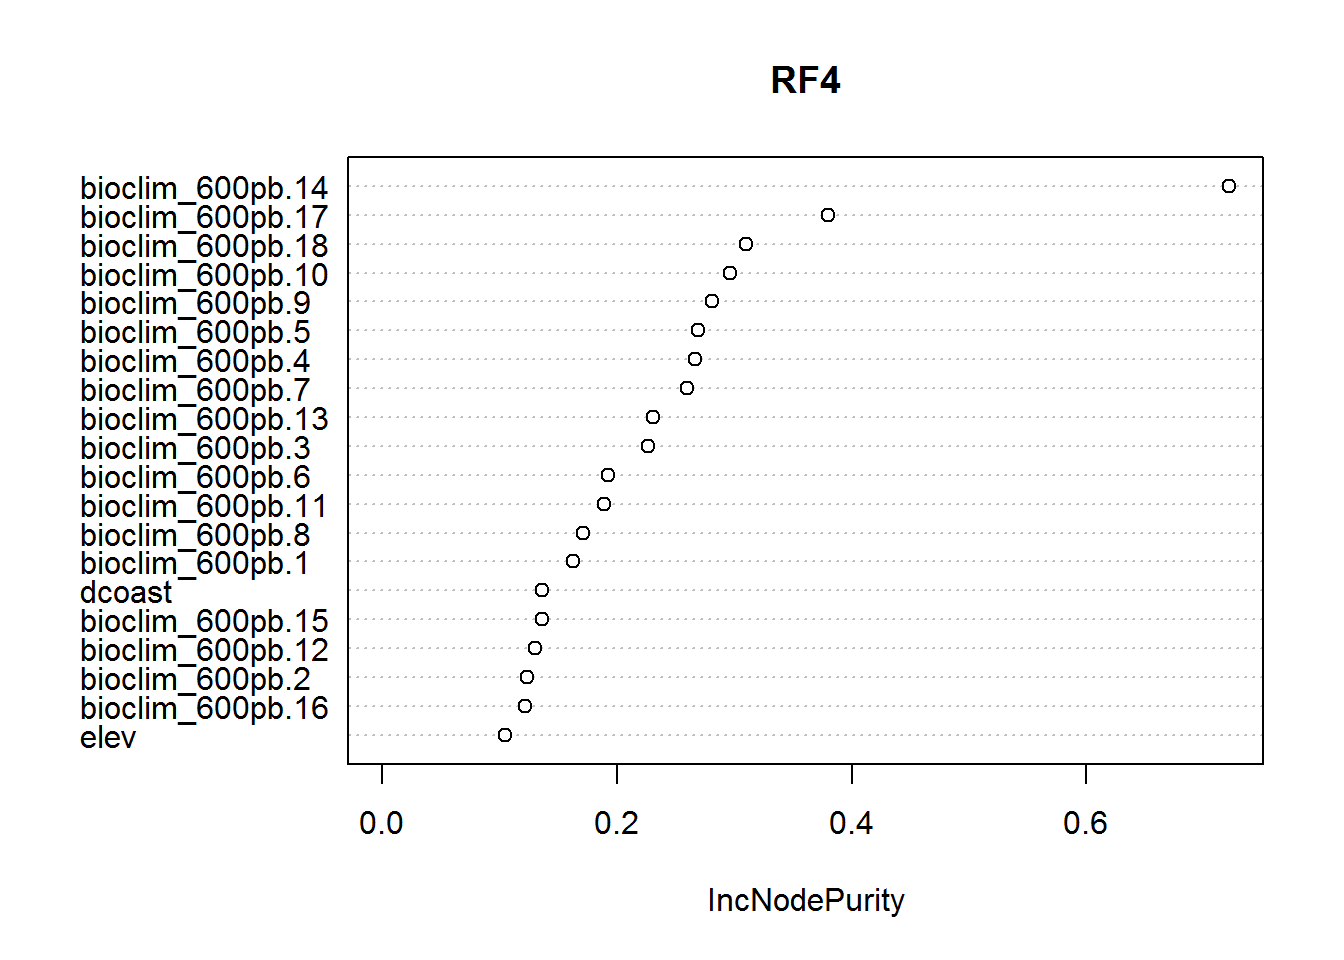 RF4
bioclim_600pb.14
bioclim_600pb.17
bioclim_600pb.18
bioclim_600pb.10
bioclim_600pb.9
bioclim_600pb.5
bioclim_600pb.4
bioclim_600pb.7
bioclim_600pb.13
bioclim_600pb.3
bioclim_600pb.6
bioclim_600pb.11
bioclim_600pb.8
bioclim_600pb.1
dcoast
bioclim_600pb.15
bioclim_600pb.12
bioclim_600pb.2
bioclim_600pb.16
elev
0.0 0.2 0.4 0.6
IncNodePurity